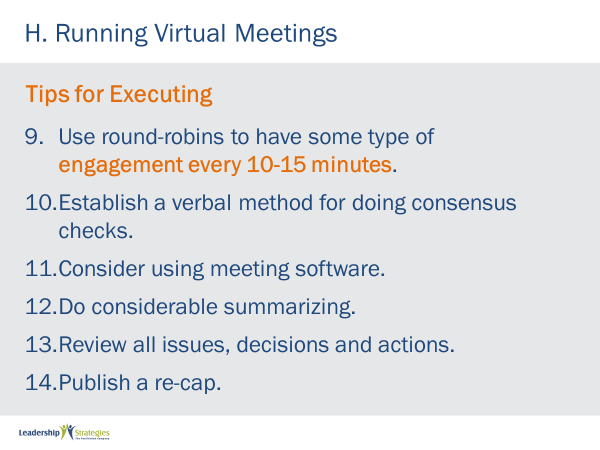 H. Running Virtual Meetings
Tips for Executing
9. Use round-robins to have some type of
engagement every 10-15 minutes.
10.Establish a verbal method for doing consensus
checks.
11.Consider using meeting software.
12.Do considerable summarizing.
13.Review all issues, decisions and actions.
14.Publish a re-cap.
Leadership Strategies
The Facilitation Company